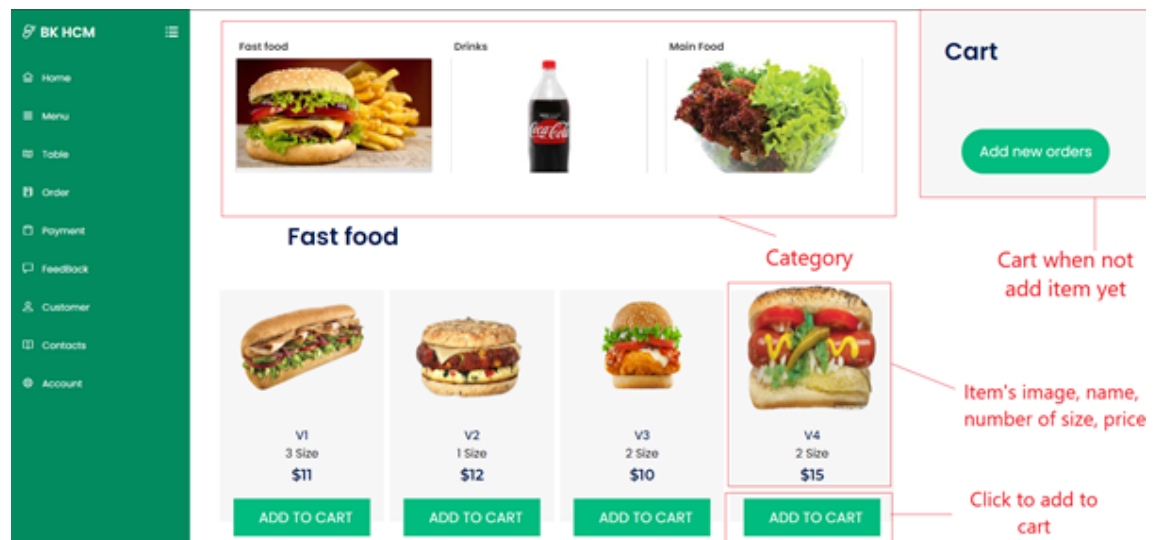 BK HCM
Home
Menu
Table
Order
Payment
FeedBack
Customer
Contacts
Account
Fast food
Drinks
Main Food
Coca-Cola
Cart
Add new orders
Category
Cart when not
add item yet
Fast food
V1
3 Size
$11
ADD TO CART
V2
1 Size
$12
ADD TO CART
V3
2 Size
$10
ADD TO CART
V4
2 Size
$15
ADD TO CART
Item's image, name,
number of size, price
Click to add to
cart